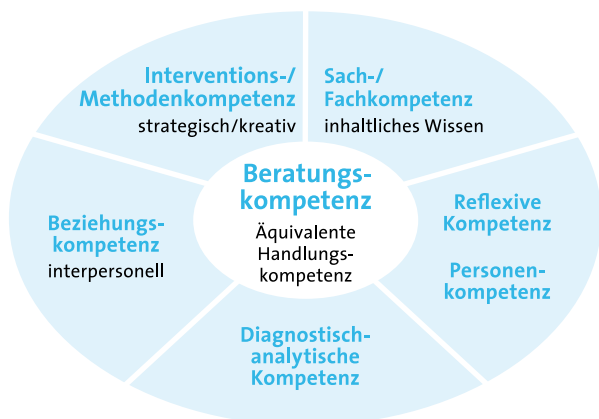 Interventions-/
Methodenkompetenz
strategisch/kreativ
Sach-/
Fachkompetenz
inhaltliches Wissen
Beratungs-
kompetenz
Äquivalente
Handlungs-
kompetenz
Beziehungs-
kompetenz
interpersonell
Reflexive
Kompetenz
Personen-
kompetenz
Diagnostisch-
analytische
Kompetenz